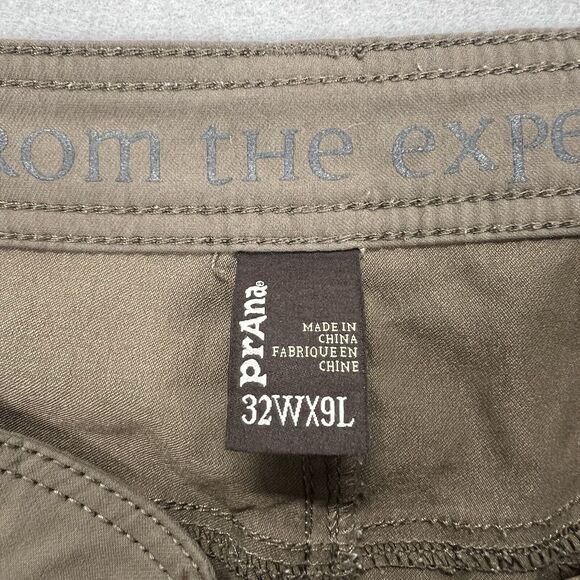 rom the expe
prAna
MADE IN
CHINA
FABRIQUE EN
CHINE
32WX9L